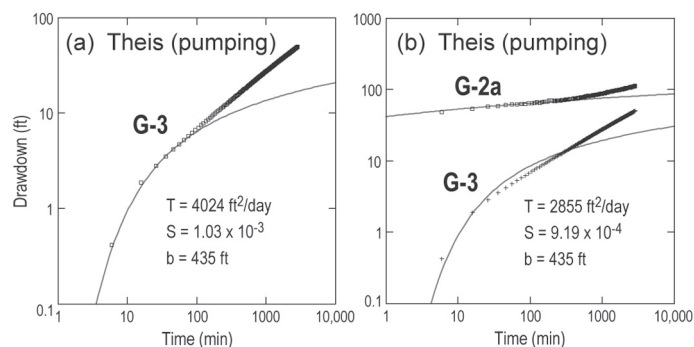 (a) Theis (pumping)
100
10
1
0.1
Drawdown (ft)
G-3
T = 4024 ft²/day
S = 1.03 x 10⁻³
b = 435 ft
1 10 100 1000 10,000
Time (min)
(b) Theis (pumping)
1000
100
10
1
0.1
G-2a
G-3
T = 2855 ft²/day
S = 9.19 x 10⁻⁴
b = 435 ft
1 10 100 1000 10,000
Time (min)